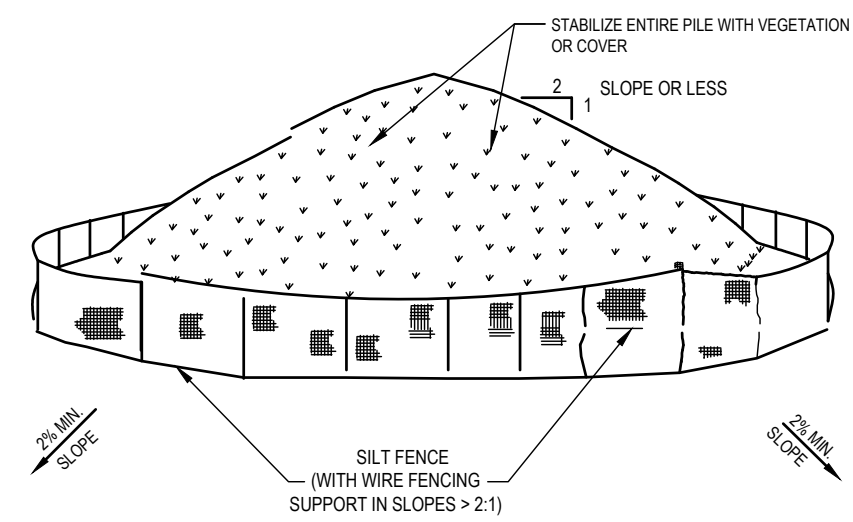 STABILIZE ENTIRE PILE WITH VEGETATION
OR COVER
2
1
SLOPE OR LESS
2% MIN.
SLOPE
2% MIN.
SLOPE
SILT FENCE
(WITH WIRE FENCING
SUPPORT IN SLOPES > 2:1)